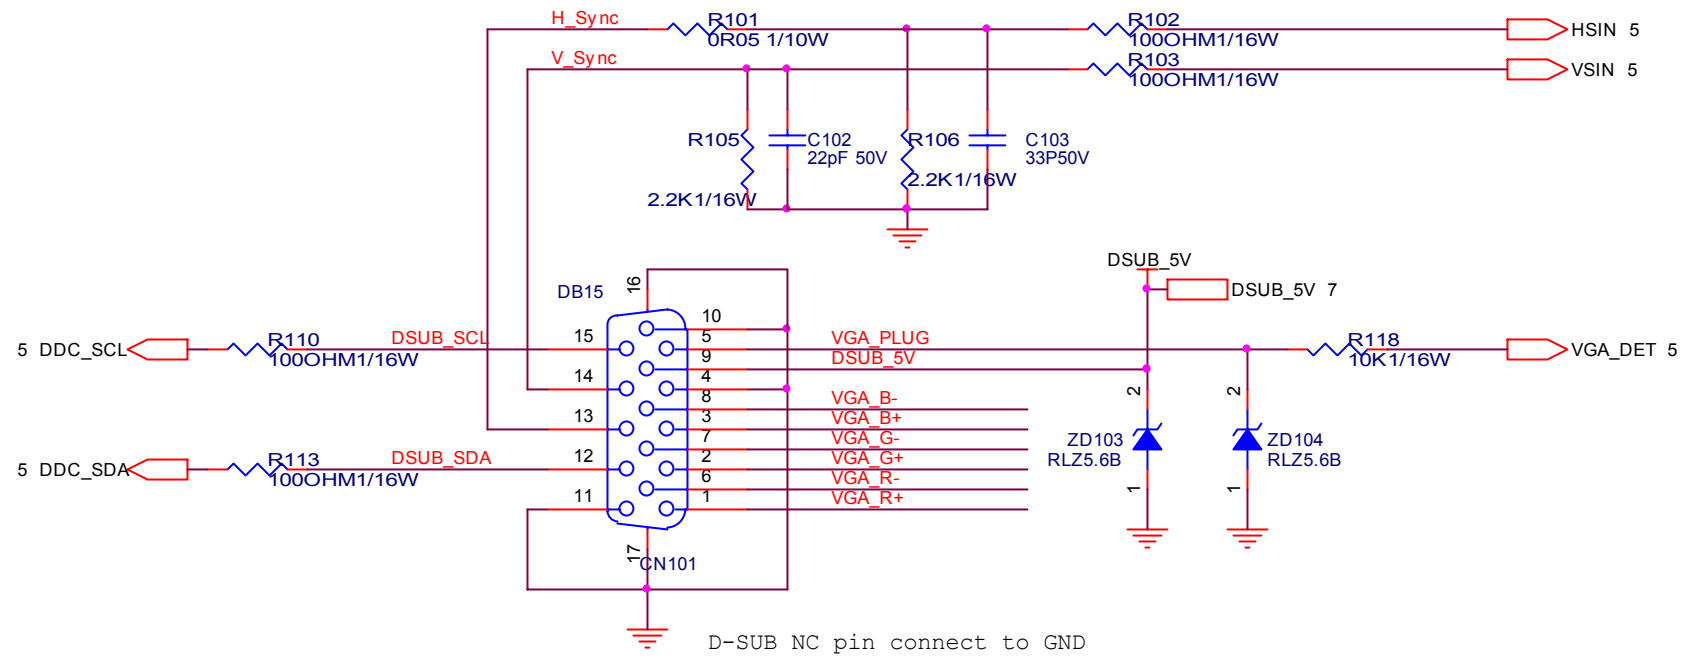 H_Sync
R101
0R05 1/10W
R102
100OHM1/16W
HSIN 5
V_Sync
R103
100OHM1/16W
VSIN 5
R105
2.2K1/16W
C102
22pF 50V
R106
2.2K1/16W
C103
33P50V
DSUB_5V
DSUB_5V 7
DB15
16
10
5
9
4
8
3
7
2
6
1
15
14
13
12
11
17
CN101
5 DDC_SCL
R110
100OHM1/16W
DSUB_SCL
5 DDC_SDA
R113
100OHM1/16W
DSUB_SDA
VGA_PLUG
DSUB_5V
VGA_B-
VGA_B+
VGA_G-
VGA_G+
VGA_R-
VGA_R+
R118
10K1/16W
VGA_DET 5
2
ZD103
RLZ5.6B
1
2
ZD104
RLZ5.6B
1
D-SUB NC pin connect to GND